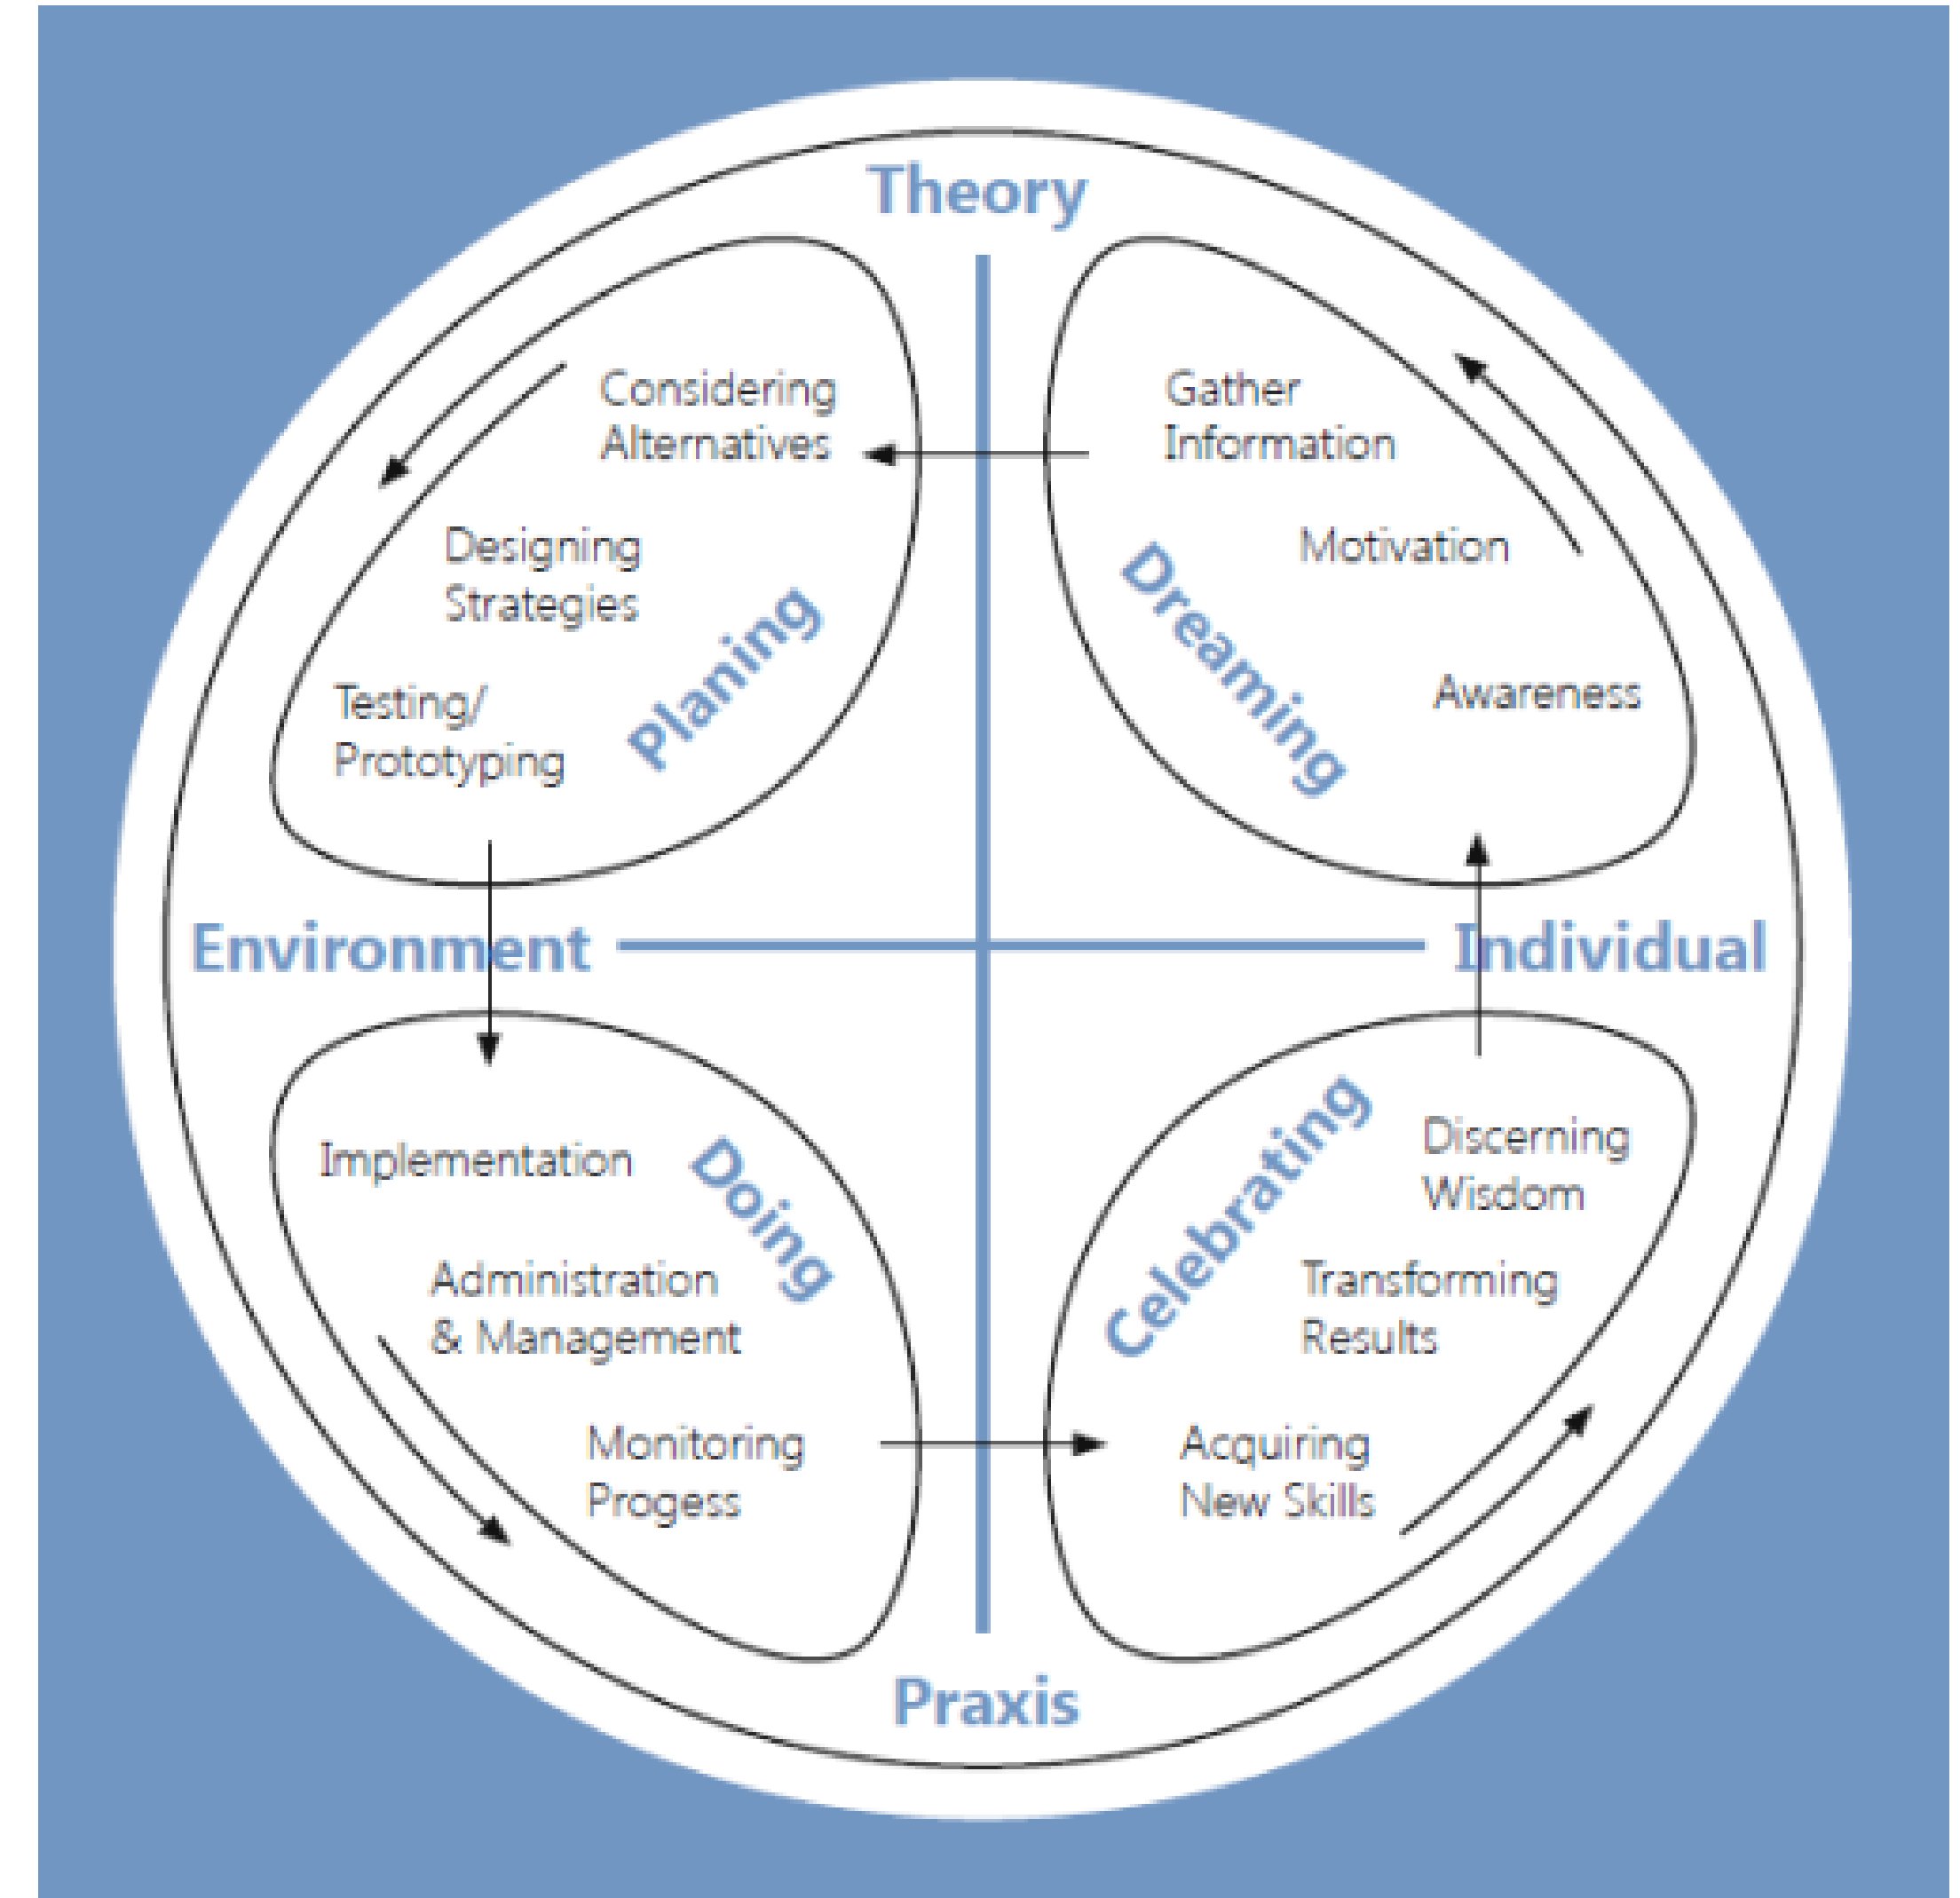 Theory
Considering
Alternatives
Designing
Strategies
Testing/
Prototyping
Planing
Gather
Information
Motivation
Awareness
Dreaming
Environment
Individual
Implementation
Administration
& Management
Monitoring
Progess
Doing
Celebrating
Discerning
Wisdom
Transforming
Results
Acquiring
New Skills
Praxis